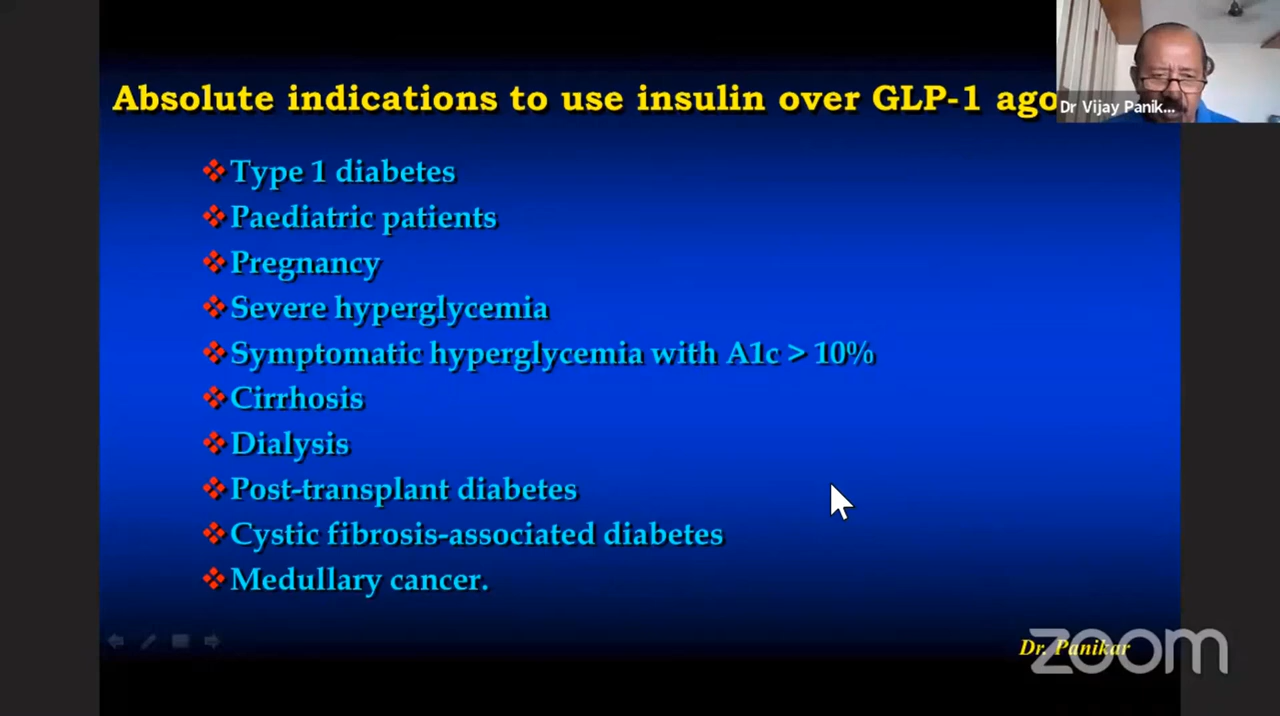 Absolute indications to use insulin over GLP-1 ago
Dr Vijay Panik...
Type 1 diabetes
Paediatric patients
Pregnancy
Severe hyperglycemia
Symptomatic hyperglycemia with A1c > 10%
Cirrhosis
Dialysis
Post-transplant diabetes
Cystic fibrosis-associated diabetes
Medullary cancer.
Dr. Panikar
zoom